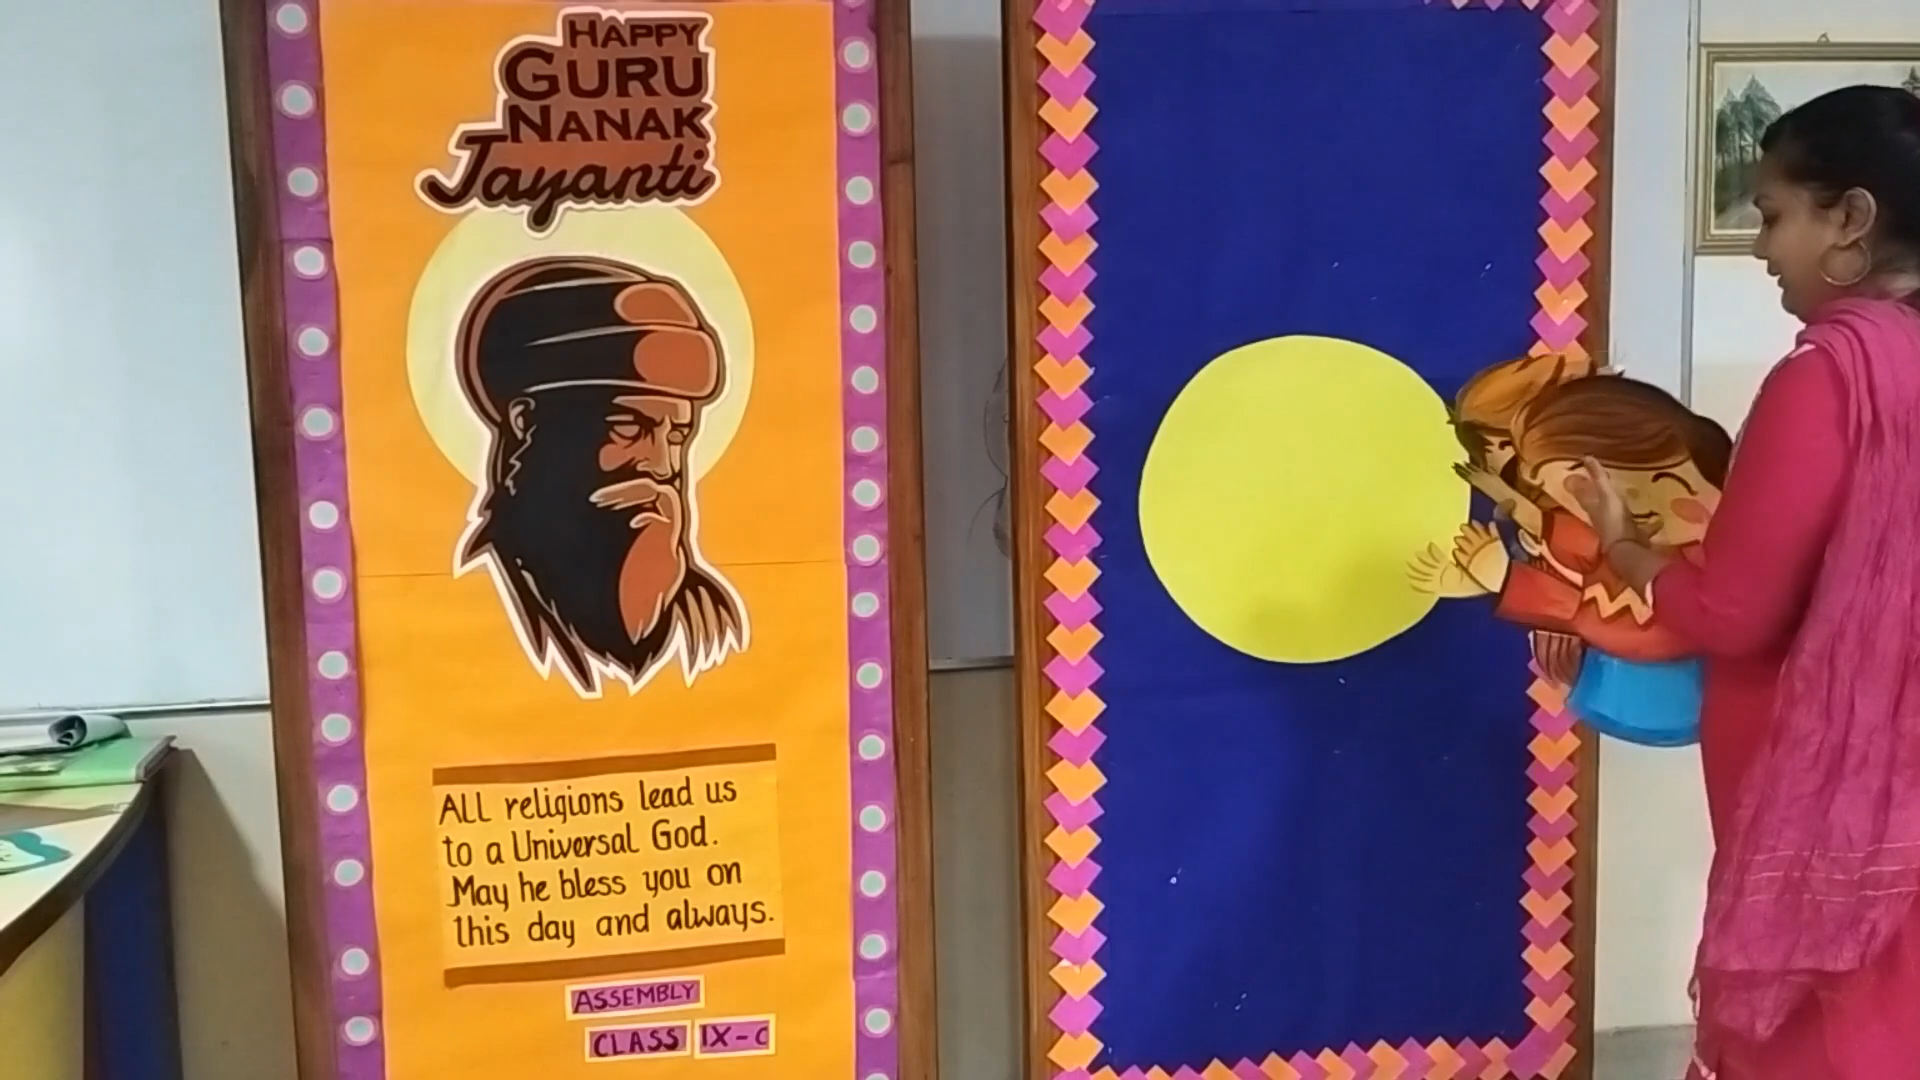 HAPPY
GURU
NANAK
Jayanti
ALL religions lead us
to a Universal God.
May he bless you on
this day and always.
ASSEMBLY
CLASS IX-C